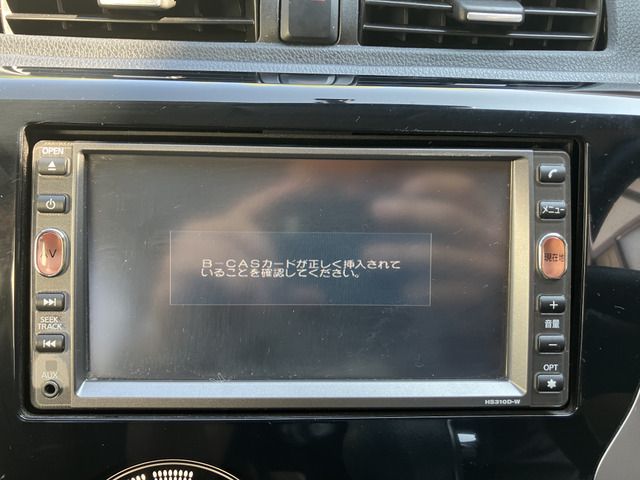 OPEN
AV
SEEK
TRACK
AUX
B-CASカードが正しく挿入されて
いることを確認してください。
メニュー
現在地
+
音量
-
OPT
HS310D-W